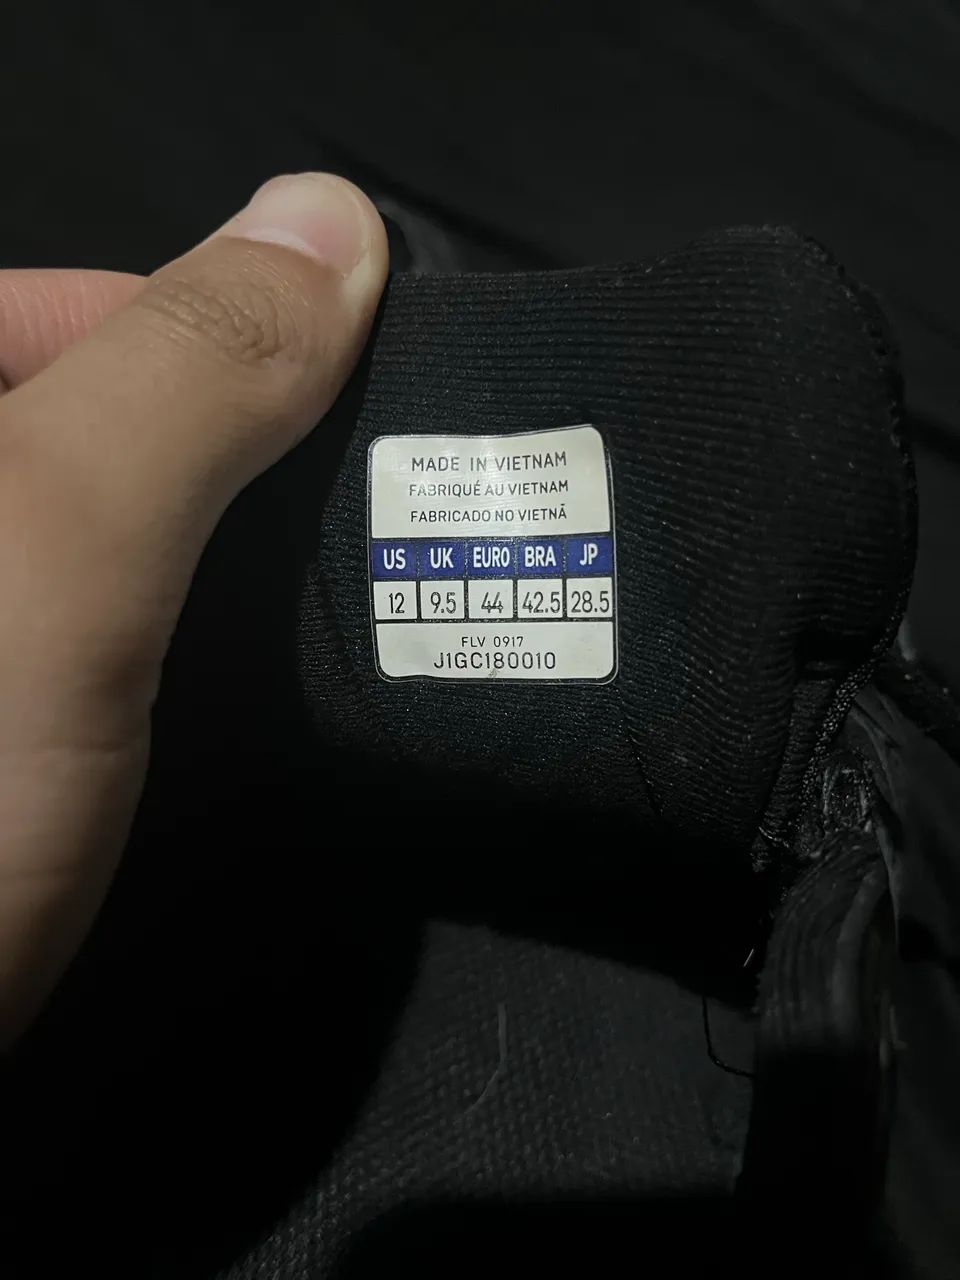 MADE IN VIETNAM
FABRIQUÉ AU VIETNAM
FABRICADO NO VIETNÃ
US UK EURO BRA JP
12 9.5 44 42.5 28.5
FLV 0917
J1GC180010